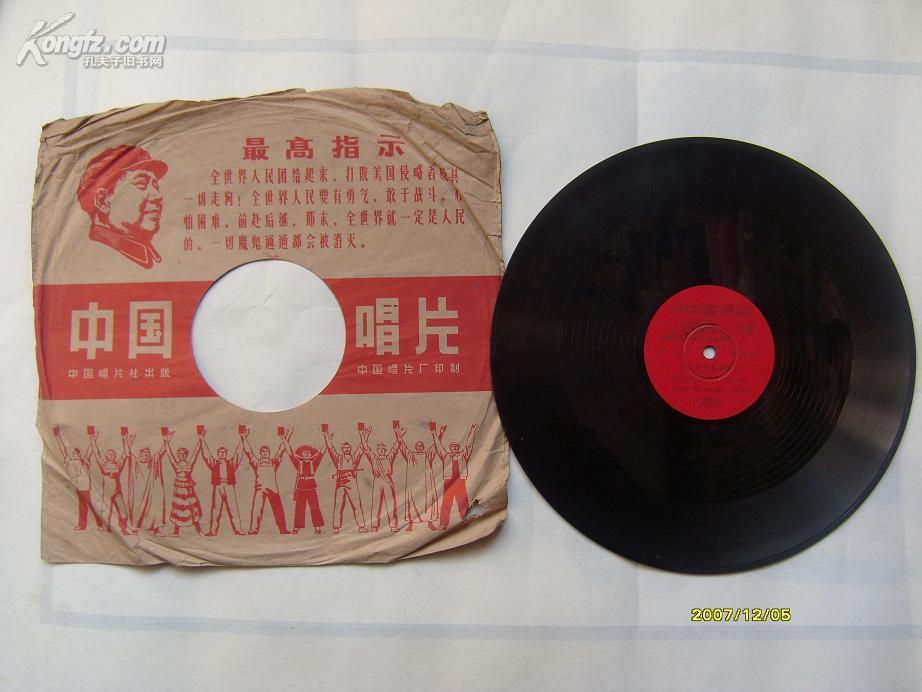 Kongfz.com
孔夫子旧书网
最高指示
全世界人民团结起来，打败美国侵略者及其
一切走狗！全世界人民要有勇气，敢于战斗，
怕困难，前赴后继，那末，全世界就一定是人民
的。一切魔鬼通通都会被消灭。
中国 唱片
中国唱片社出版 中国唱片厂印制
中国唱片
2007/12/05